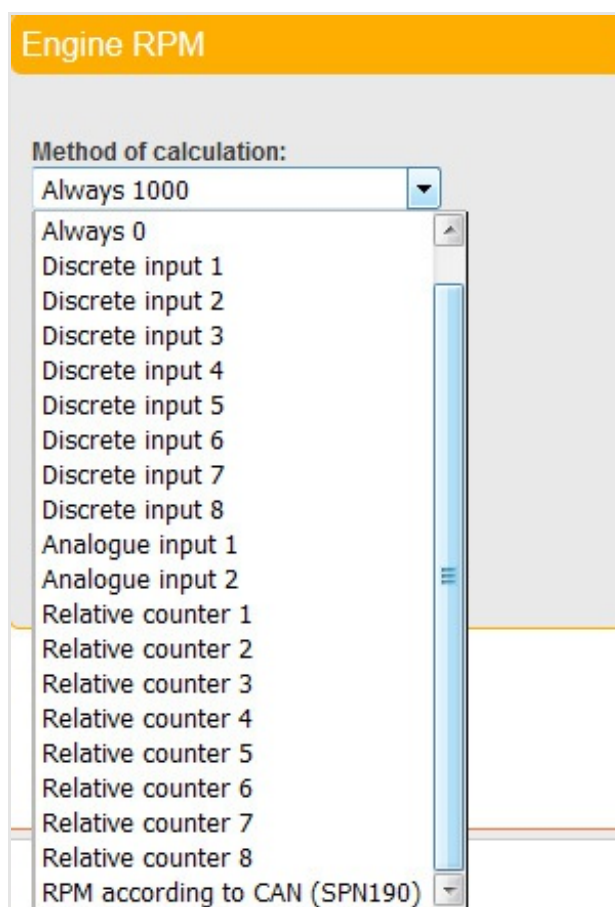 Engine RPM
Method of calculation:
Always 1000
Always 0
Discrete input 1
Discrete input 2
Discrete input 3
Discrete input 4
Discrete input 5
Discrete input 6
Discrete input 7
Discrete input 8
Analogue input 1
Analogue input 2
Relative counter 1
Relative counter 2
Relative counter 3
Relative counter 4
Relative counter 5
Relative counter 6
Relative counter 7
Relative counter 8
RPM according to CAN (SPN190)